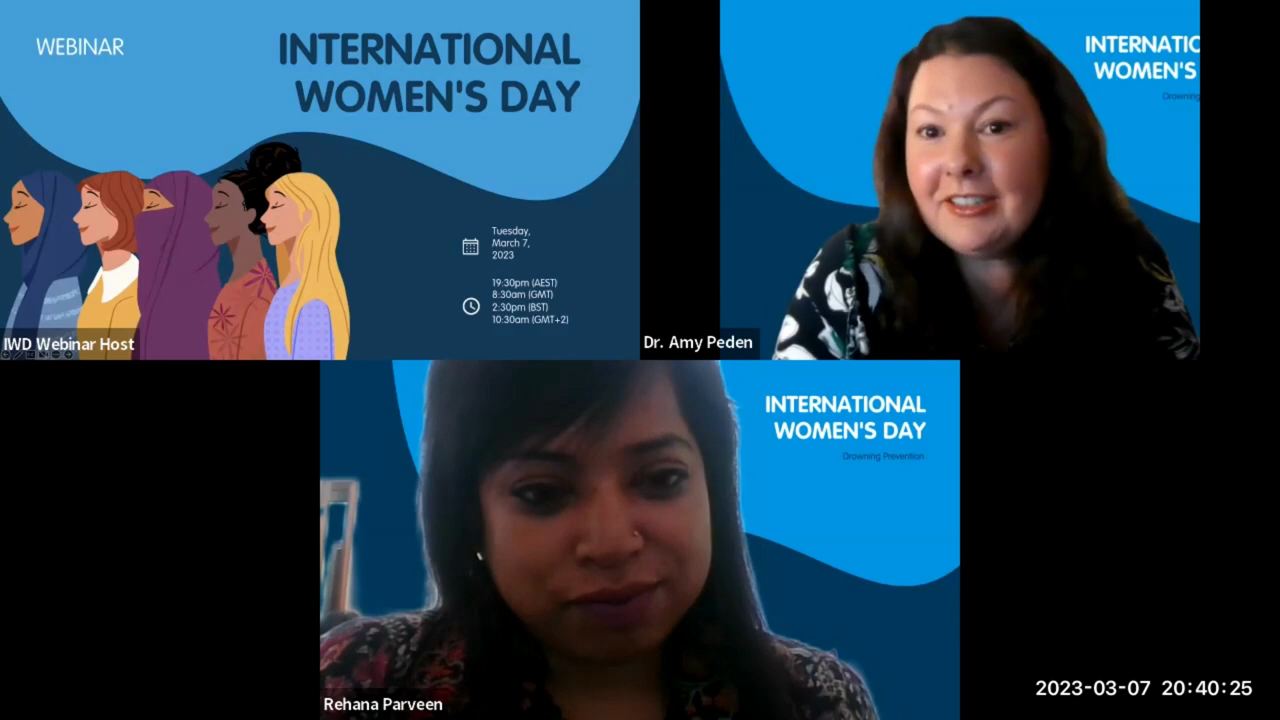 WEBINAR
INTERNATIONAL
WOMEN'S DAY
Tuesday,
March 7,
2023
19:30pm (AEST)
8:30am (GMT)
2:30pm (BST)
10:30am (GMT+2)
IWD Webinar Host
INTERNATIO
WOMEN'S
Drowning
Dr. Amy Peden
INTERNATIONAL
WOMEN'S DAY
Drowning Prevention
Rehana Parveen
2023-03-07 20:40:25